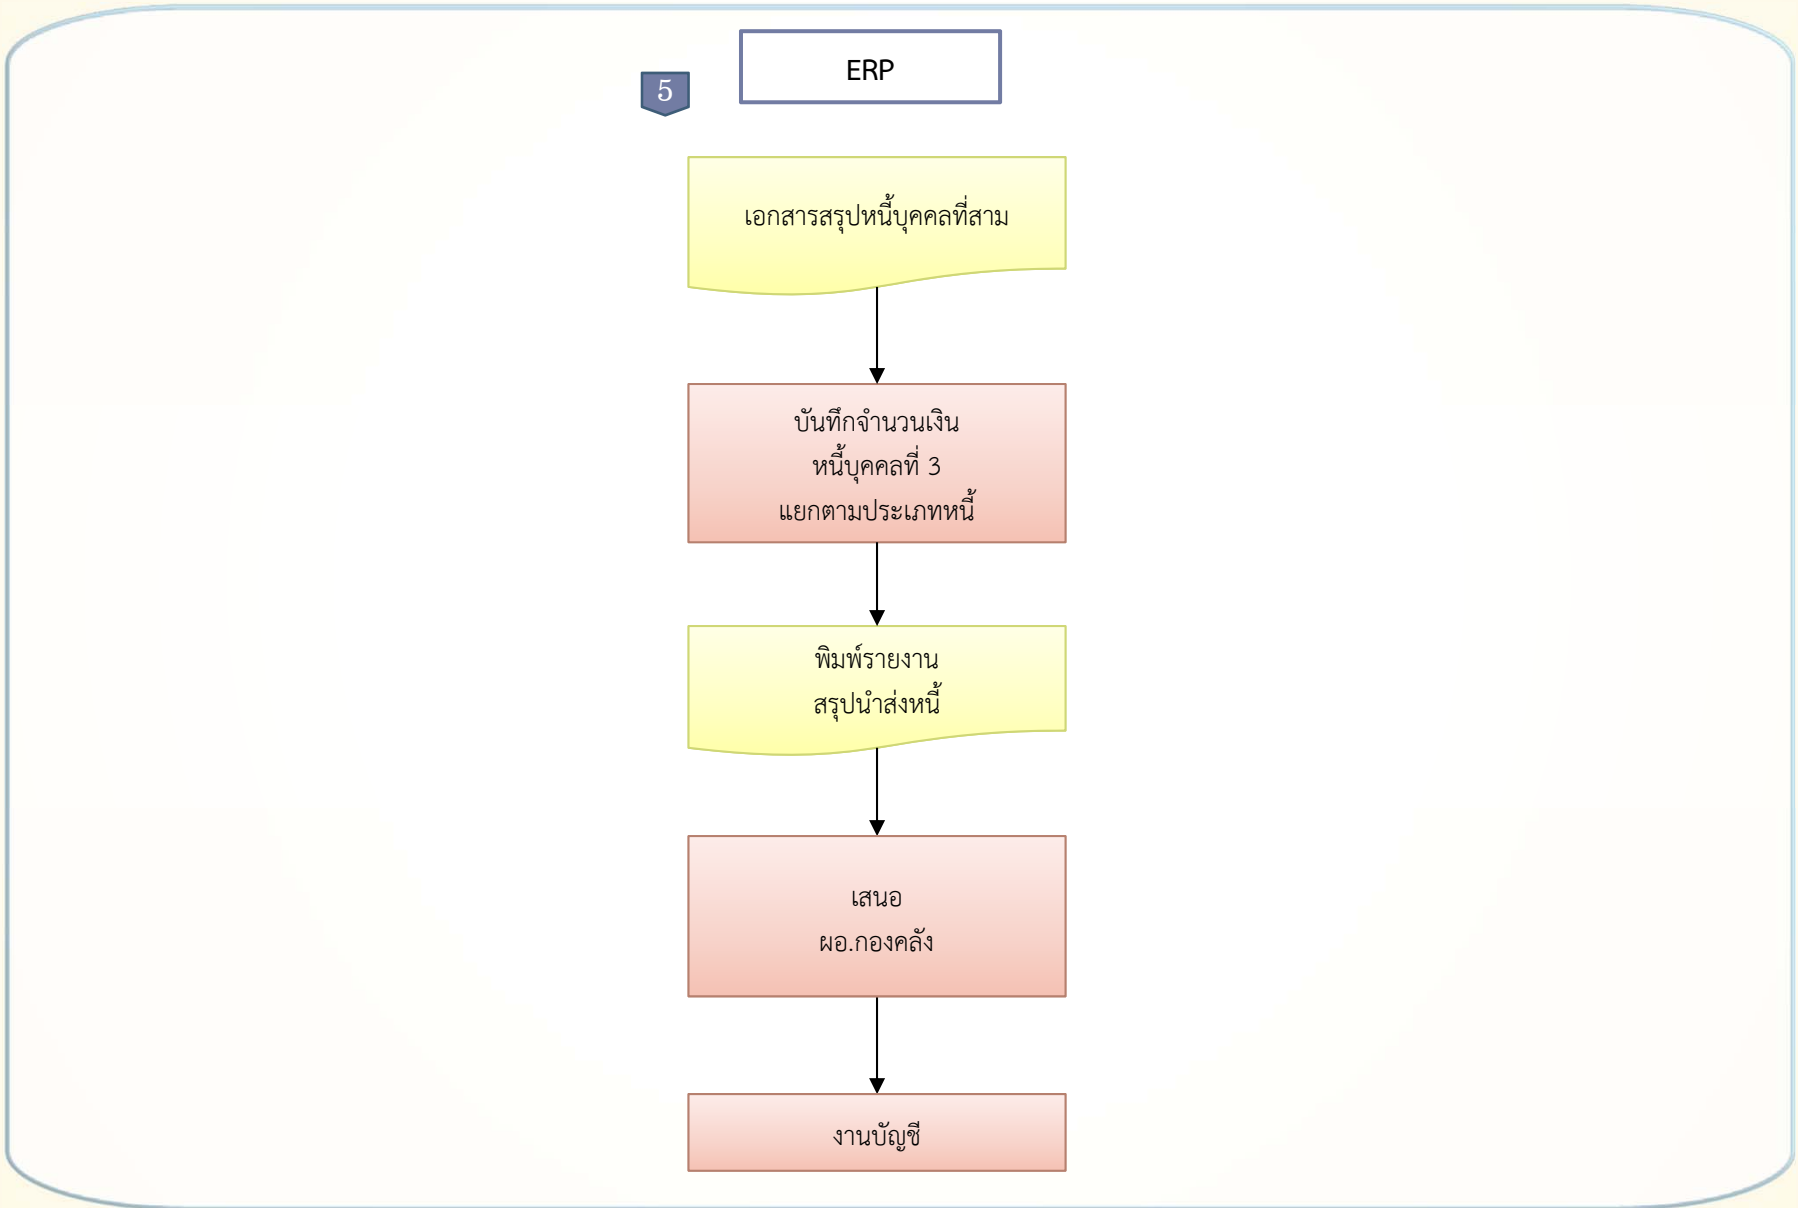 ERP
5
เอกสารสรุปหนี้บุคคลที่สาม
บันทึกจำนวนเงิน
หนี้บุคคลที่ 3
แยกตามประเภทหนี้
พิมพ์รายงาน
สรุปนำส่งหนี้
เสนอ
ผอ.กองคลัง
งานบัญชี